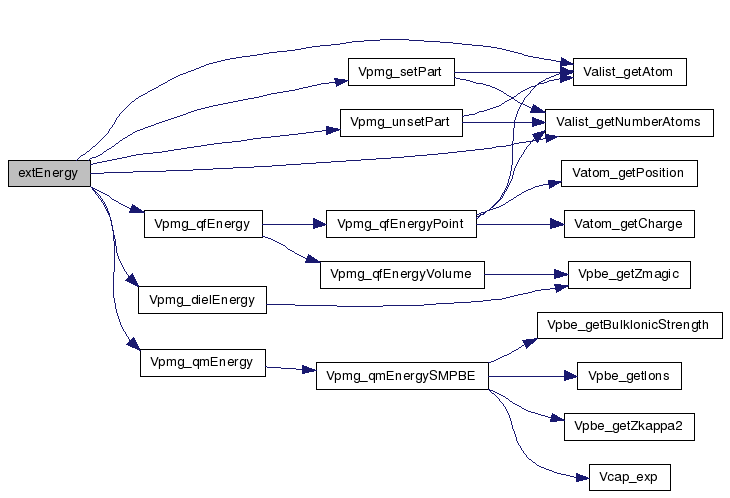 extEnergy
Vpmg_setPart
Vpmg_unsetPart
Vpmg_qfEnergy
Vpmg_dielEnergy
Vpmg_qmEnergy
Vpmg_qfEnergyPoint
Vpmg_qfEnergyVolume
Vpmg_qmEnergySMPBE
Valist_getAtom
Valist_getNumberAtoms
Vatom_getPosition
Vatom_getCharge
Vpbe_getZmagic
Vpbe_getBulkIonicStrength
Vpbe_getIons
Vpbe_getZkappa2
Vcap_exp